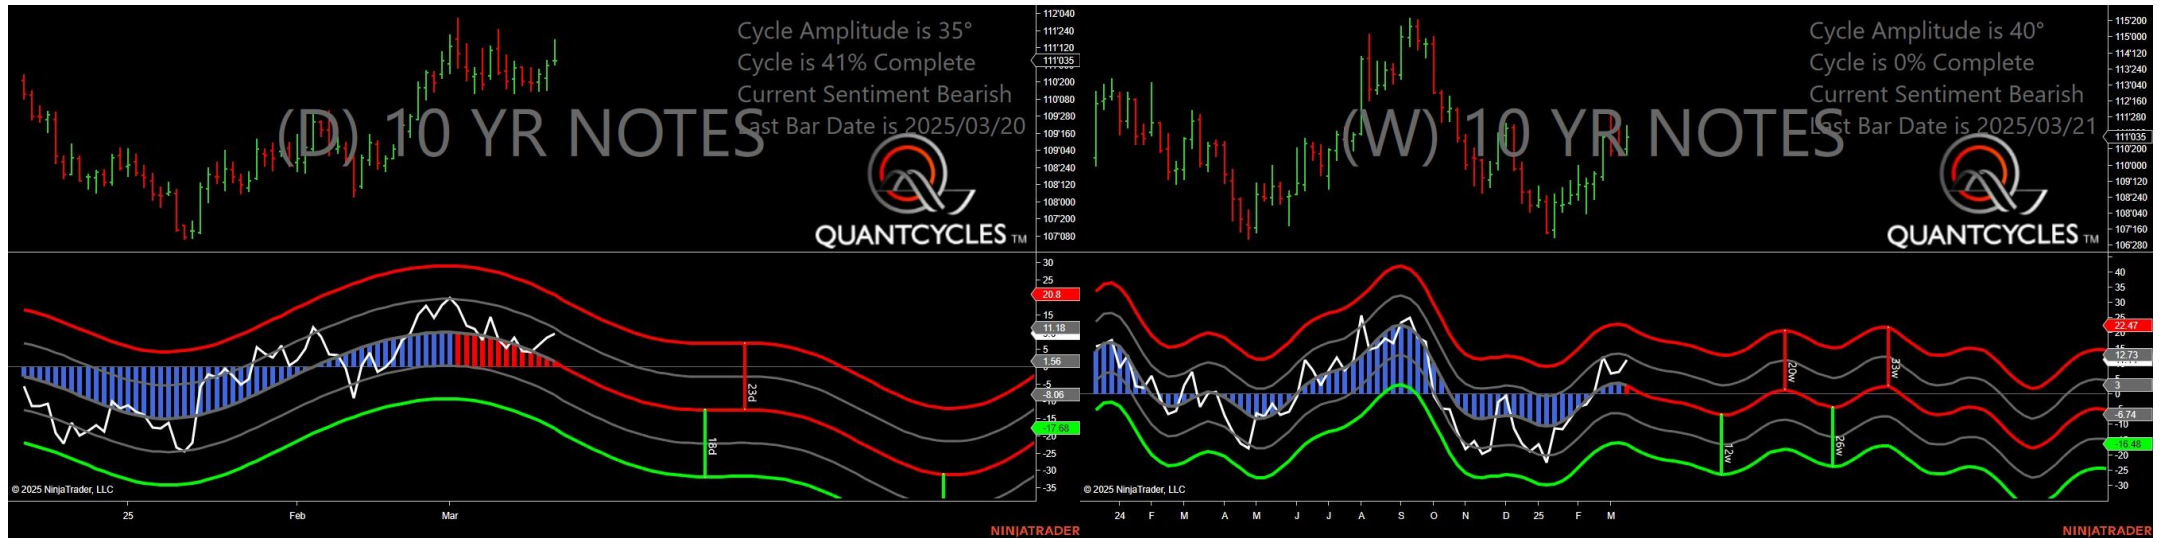 Cycle Amplitude is 35°
Cycle is 41% Complete
Current Sentiment Bearish
Last Bar Date is 2025/03/20
(D) 10 YR NOTES
QUANTCYCLES TM
112'040
111'240
111'120
111'035
110'200
110'080
109'280
109'160
109'040
108'240
108'120
108'000
107'200
107'080
30
25
20.8
11.18
5
1.56
-5
-8.06
-15
-17.68
-20
-25
-30
-35
23d
18d
© 2025 NinjaTrader, LLC
25 Feb Mar
NINJATRADER
Cycle Amplitude is 40°
Cycle is 0% Complete
Current Sentiment Bearish
Last Bar Date is 2025/03/21
(W) 10 YR NOTES
QUANTCYCLES TM
115'200
115'000
114'120
113'240
113'040
112'160
111'280
111'035
110'200
110'000
109'120
108'240
108'040
107'160
106'280
40
35
30
25
22.47
12.73
3
0
-6.74
-10
-16.48
-20
-25
-30
20w
33w
12w
26w
© 2025 NinjaTrader, LLC
24 F M A M J J A S O N D 25 F M
NINJATRADER